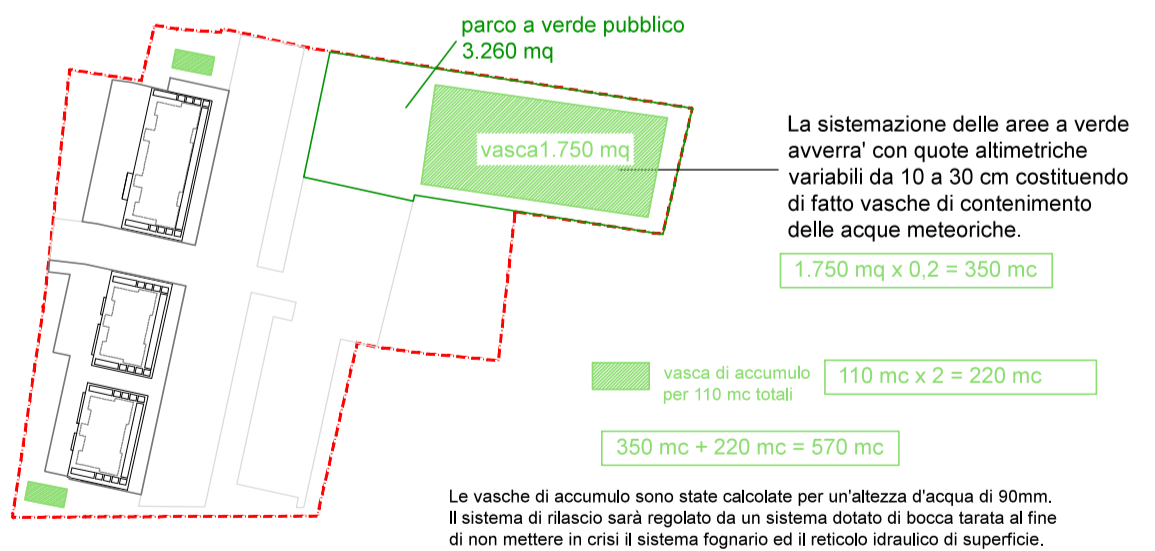 parco a verde pubblico
3.260 mq
vasca1.750 mq
La sistemazione delle aree a verde
avverra' con quote altimetriche
variabili da 10 a 30 cm costituendo
di fatto vasche di contenimento
delle acque meteoriche.
1.750 mq x 0,2 = 350 mc
vasca di accumulo
per 110 mc totali
110 mc x 2 = 220 mc
350 mc + 220 mc = 570 mc
Le vasche di accumulo sono state calcolate per un'altezza d'acqua di 90mm.
Il sistema di rilascio sarà regolato da un sistema dotato di bocca tarata al fine
di non mettere in crisi il sistema fognario ed il reticolo idraulico di superficie.